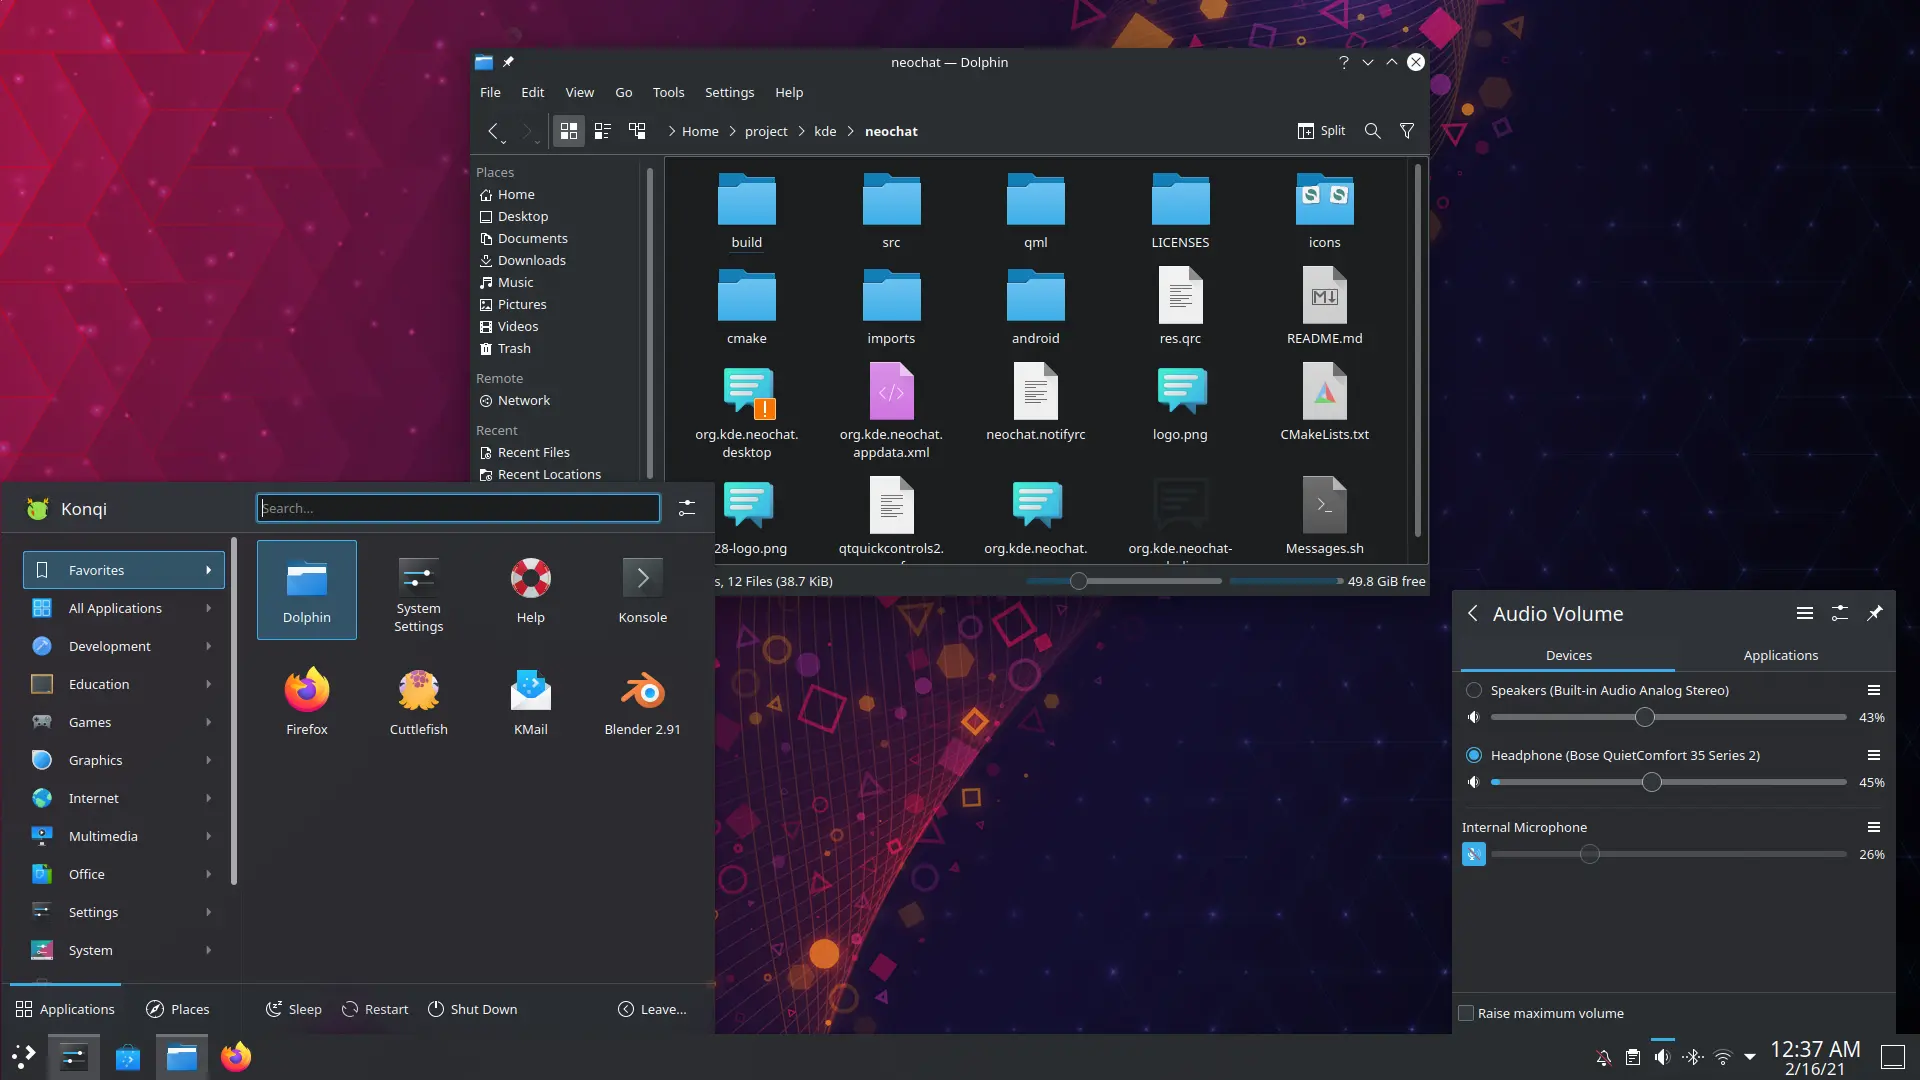 neochat — Dolphin
File Edit View Go Tools Settings Help
Home project kde neochat
Split
Places
Home
Desktop
Documents
Downloads
Music
Pictures
Videos
Trash
Remote
Network
Recent
Recent Files
Recent Locations
build src qml LICENSES icons
cmake imports android res.qrc README.md
org.kde.neochat.desktop
org.kde.neochat.appdata.xml
neochat.notifyrc
logo.png
CMakeLists.txt
28-logo.png
qtquickcontrols2.
org.kde.neochat.
org.kde.neochat-
Messages.sh
s, 12 Files (38.7 KiB)
49.8 GiB free
Konqi
Search...
Favorites
All Applications
Development
Education
Games
Graphics
Internet
Multimedia
Office
Settings
System
Dolphin
System
Settings
Help
Konsole
Firefox
Cuttlefish
KMail
Blender 2.91
Applications
Places
Sleep
Restart
Shut Down
Leave...
Audio Volume
Devices
Applications
Speakers (Built-in Audio Analog Stereo)
43%
Headphone (Bose QuietComfort 35 Series 2)
45%
Internal Microphone
26%
Raise maximum volume
12:37 AM
2/16/21